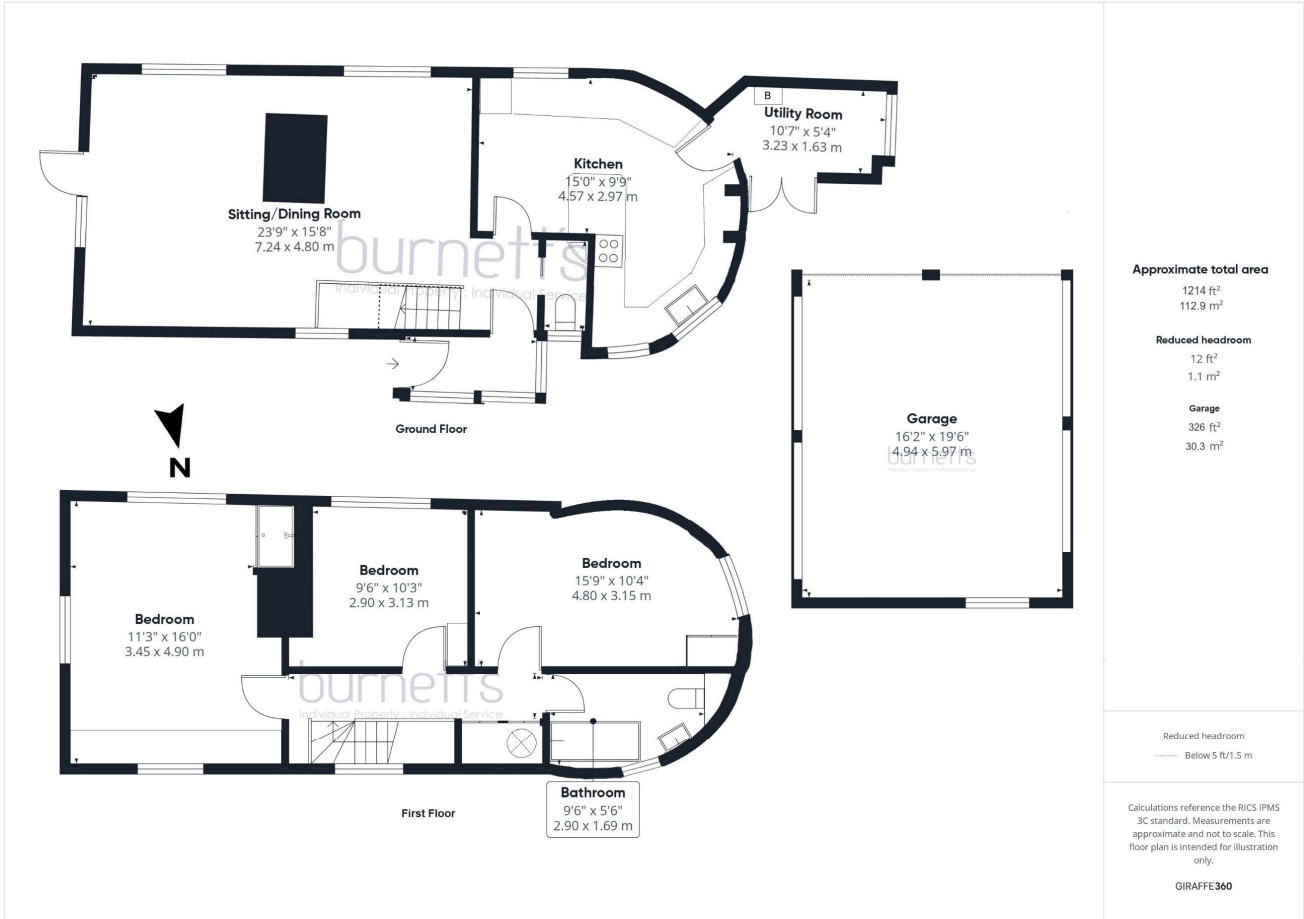 B
Utility Room
10'7" x 5'4"
3.23 x 1.63 m
Kitchen
15'0" x 9'9"
4.57 x 2.97 m
Sitting/Dining Room
23'9" x 15'8"
7.24 x 4.80 m
burnett's
Individual Property : Individual Service
Ground Floor
N
Garage
16'2" x 19'6"
4.94 x 5.97 m
burnett's
Individual Property : Individual Service
Bedroom
11'3" x 16'0"
3.45 x 4.90 m
Bedroom
9'6" x 10'3"
2.90 x 3.13 m
Bedroom
15'9" x 10'4"
4.80 x 3.15 m
burnett's
Individual Property : Individual Service
Bathroom
9'6" x 5'6"
2.90 x 1.69 m
First Floor
Approximate total area
1214 ft²
112.9 m²
Reduced headroom
12 ft²
1.1 m²
Garage
326 ft²
30.3 m²
Reduced headroom
Below 5 ft/1.5 m
Calculations reference the RICS IPMS
3C standard. Measurements are
approximate and not to scale. This
floor plan is intended for illustration
only.
GIRAFFE360